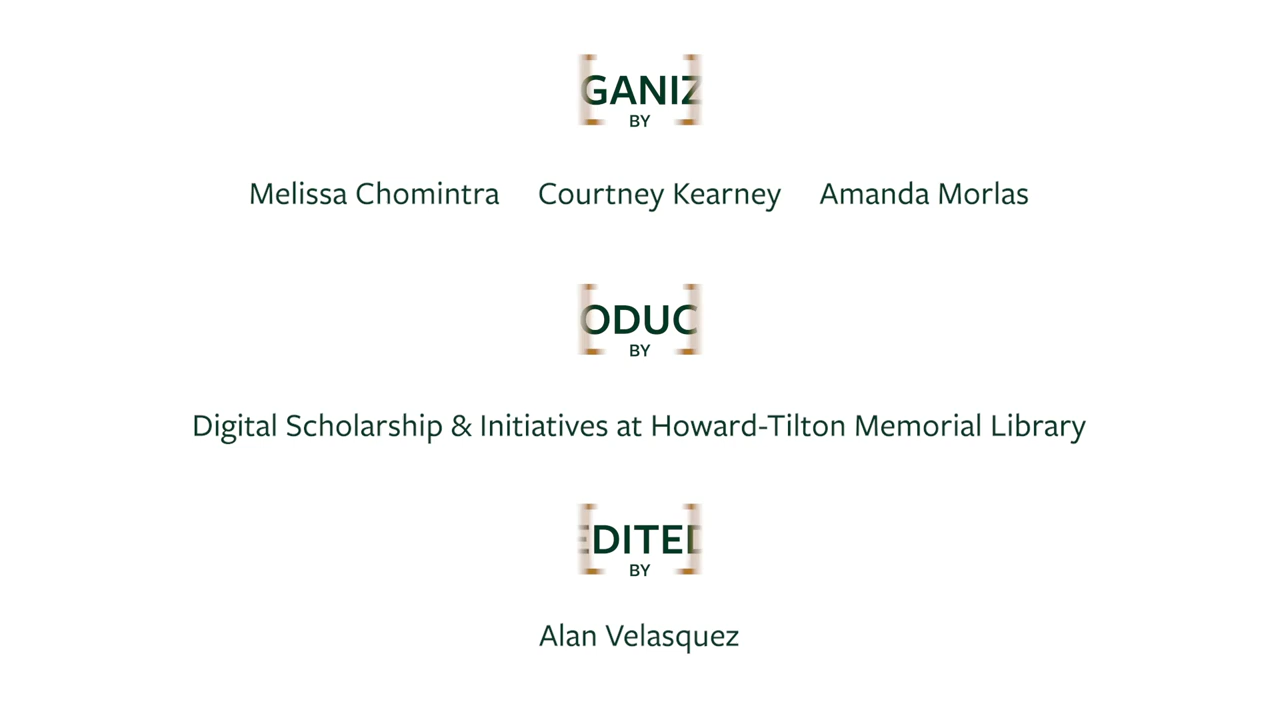 GANIZ
BY
Melissa Chomintra Courtney Kearney Amanda Morlas
ODUC
BY
Digital Scholarship & Initiatives at Howard-Tilton Memorial Library
EDITED
BY
Alan Velasquez